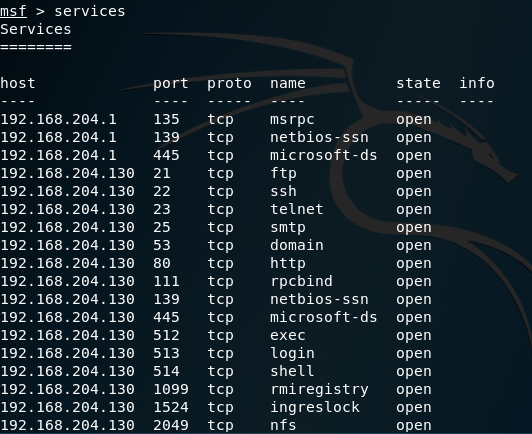 msf > services
Services
========
host port proto name state info
---- ---- ----- ---- ----- ----
192.168.204.1 135 tcp msrpc open
192.168.204.1 139 tcp netbios-ssn open
192.168.204.1 445 tcp microsoft-ds open
192.168.204.130 21 tcp ftp open
192.168.204.130 22 tcp ssh open
192.168.204.130 23 tcp telnet open
192.168.204.130 25 tcp smtp open
192.168.204.130 53 tcp domain open
192.168.204.130 80 tcp http open
192.168.204.130 111 tcp rpcbind open
192.168.204.130 139 tcp netbios-ssn open
192.168.204.130 445 tcp microsoft-ds open
192.168.204.130 512 tcp exec open
192.168.204.130 513 tcp login open
192.168.204.130 514 tcp shell open
192.168.204.130 1099 tcp rmiregistry open
192.168.204.130 1524 tcp ingreslock open
192.168.204.130 2049 tcp nfs open